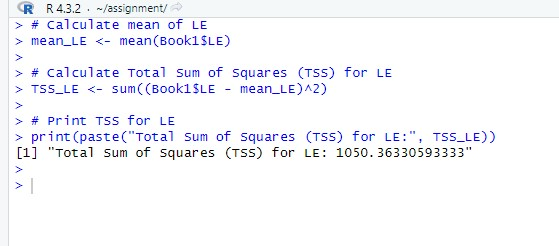 R 4.3.2 · ~/assignment/
> # Calculate mean of LE
> mean_LE <- mean(Book1$LE)
>
> # Calculate Total Sum of Squares (TSS) for LE
> TSS_LE <- sum((Book1$LE - mean_LE)^2)
>
> # Print TSS for LE
> print(paste("Total Sum of Squares (TSS) for LE:", TSS_LE))
[1] "Total Sum of Squares (TSS) for LE: 1050.36330593333"
>
>